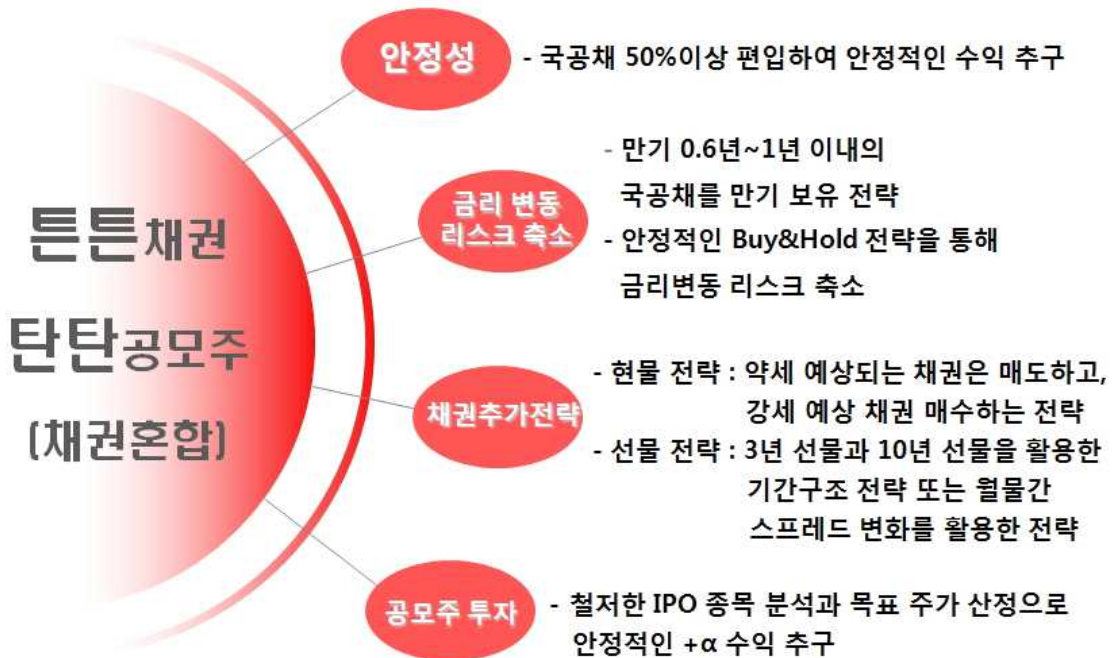 튼튼채권
탄탄공모주
(채권혼합)
안정성
- 국공채 50%이상 편입하여 안정적인 수익 추구
금리 변동
리스크 축소
- 만기 0.6년~1년 이내의
국공채를 만기 보유 전략
- 안정적인 Buy&Hold 전략을 통해
금리변동 리스크 축소
채권추가전략
- 현물 전략 : 약세 예상되는 채권은 매도하고,
강세 예상 채권 매수하는 전략
- 선물 전략 : 3년 선물과 10년 선물을 활용한
기간구조 전략 또는 월물간
스프레드 변화를 활용한 전략
공모주 투자
- 철저한 IPO 종목 분석과 목표 주가 산정으로
안정적인 +α 수익 추구